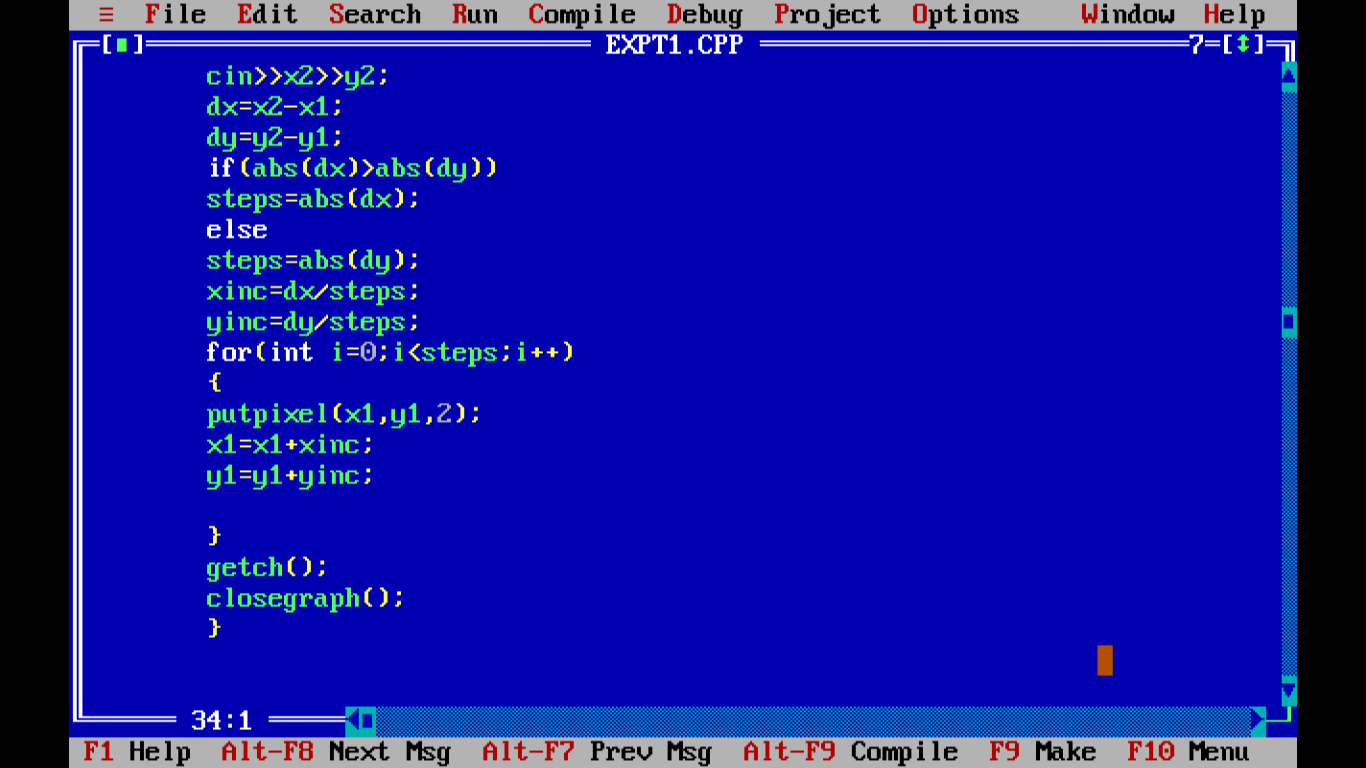 ≡ File Edit Search Run Compile Debug Project Options Window Help
[■] EXPT1.CPP 7=[↕]
cin>>x2>>y2;
dx=x2-x1;
dy=y2-y1;
if(abs(dx)>abs(dy))
steps=abs(dx);
else
steps=abs(dy);
xinc=dx/steps;
yinc=dy/steps;
for(int i=0;i<steps;i++)
{
putpixel(x1,y1,2);
x1=x1+xinc;
y1=y1+yinc;
}
getch();
closegraph();
}
34:1
F1 Help Alt-F8 Next Msg Alt-F7 Prev Msg Alt-F9 Compile F9 Make F10 Menu